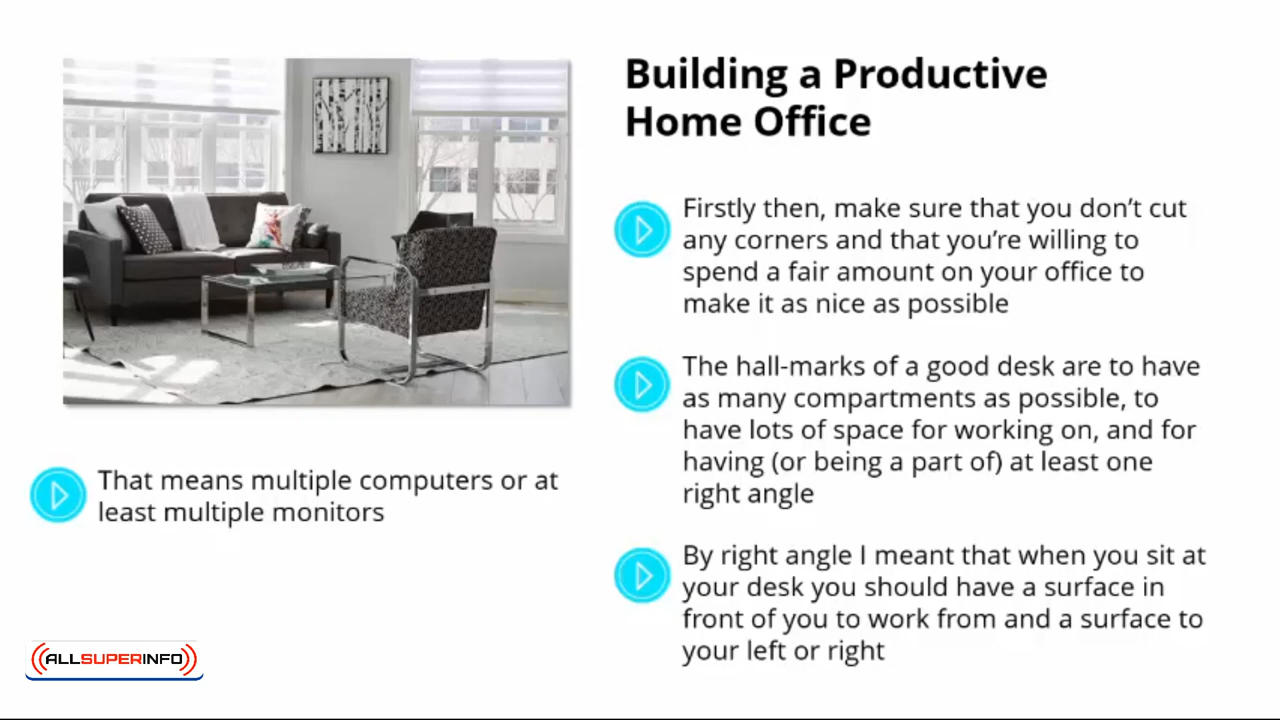 Building a Productive
Home Office
Firstly then, make sure that you don’t cut
any corners and that you’re willing to
spend a fair amount on your office to
make it as nice as possible
The hall-marks of a good desk are to have
as many compartments as possible, to
have lots of space for working on, and for
having (or being a part of) at least one
right angle
By right angle I meant that when you sit at
your desk you should have a surface in
front of you to work from and a surface to
your left or right
That means multiple computers or at
least multiple monitors
ALLSUPERINFO